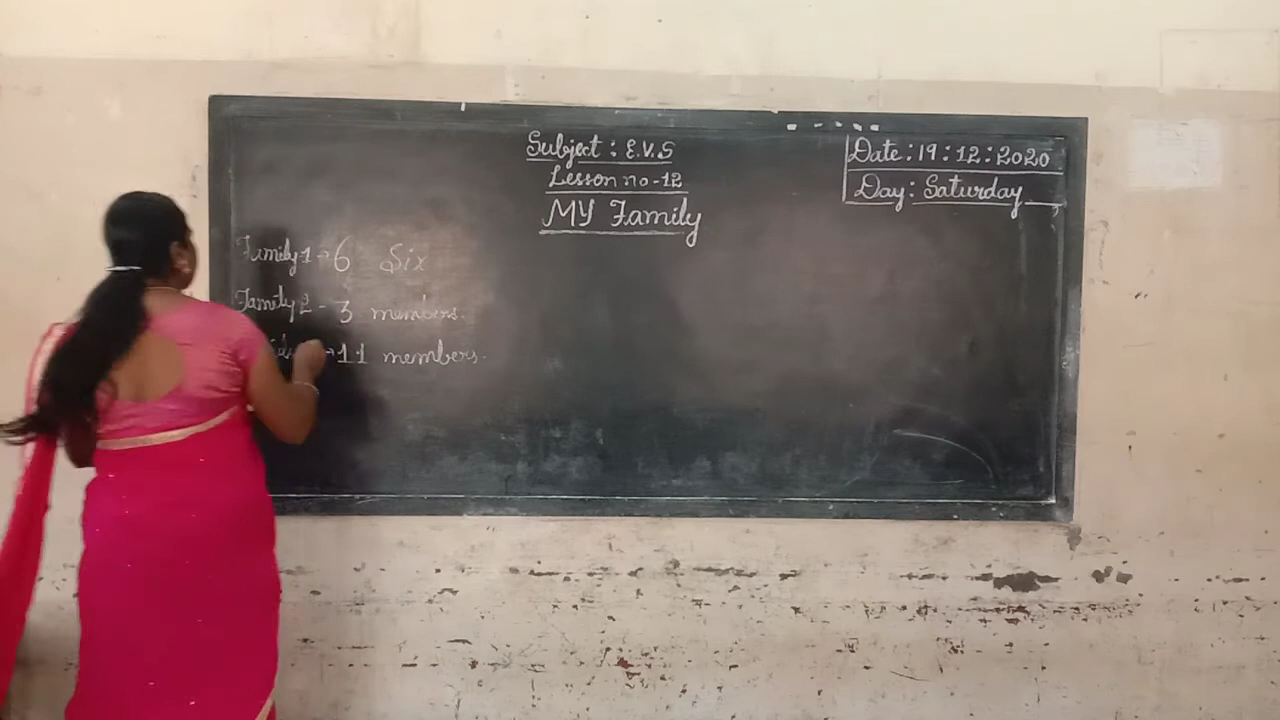 Subject : E.V.S
Lesson no -12
MY Family
Date : 19 : 12 : 2020
Day : Saturday
Family 1 → 6 Six
Family 2 - 3 members.
→ 11 members.